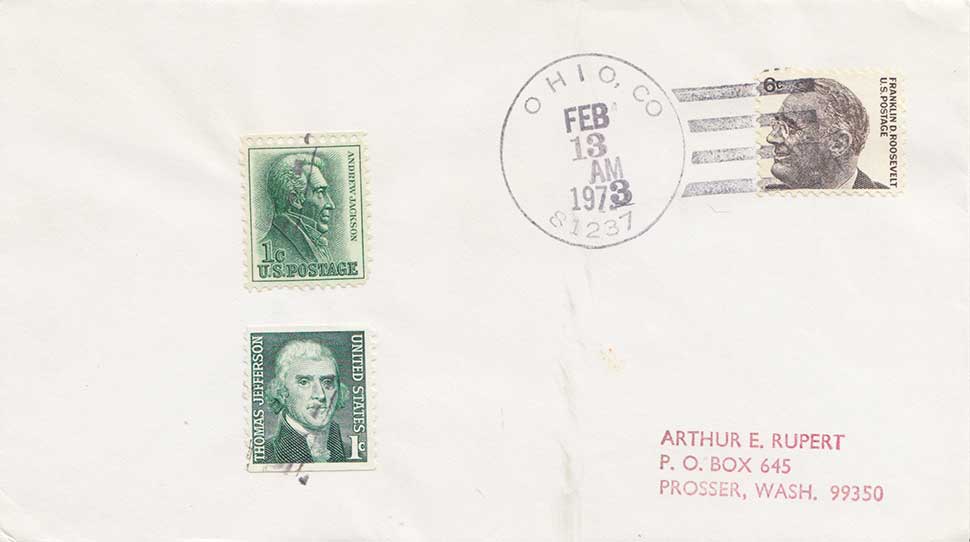 OHIO, CO
FEB
13
AM
1973
81237
6c
FRANKLIN D. ROOSEVELT
U.S. POSTAGE
ANDREW JACKSON
1c
U.S. POSTAGE
THOMAS JEFFERSON
UNITED STATES
1c
ARTHUR E. RUPERT
P. O. BOX 645
PROSSER, WASH. 99350